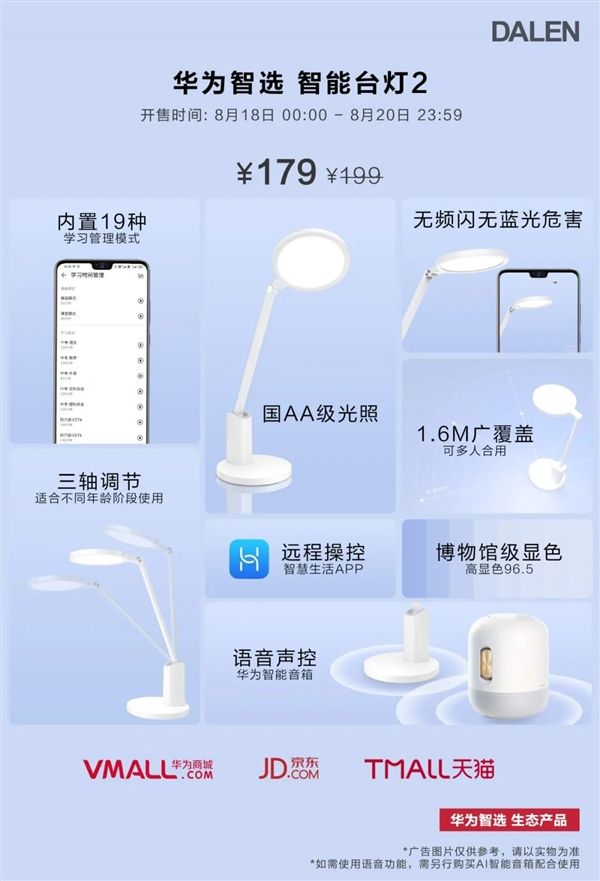 DALEN
华为智选 智能台灯2
开售时间: 8月18日 00:00 - 8月20日 23:59
¥179 ¥199
内置19种
学习管理模式
学习时间管理
国AA级光照
无频闪无蓝光危害
1.6M广覆盖
可多人合用
三轴调节
适合不同年龄阶段使用
远程操控
智慧生活APP
博物馆级显色
高显色96.5
语音声控
华为智能音箱
VMALL华为商城
.COM
JD京东
.COM
TMALL天猫
华为智选 生态产品
*广告图片仅供参考，请以实物为准
*如需使用语音功能，需另行购买AI智能音箱配合使用